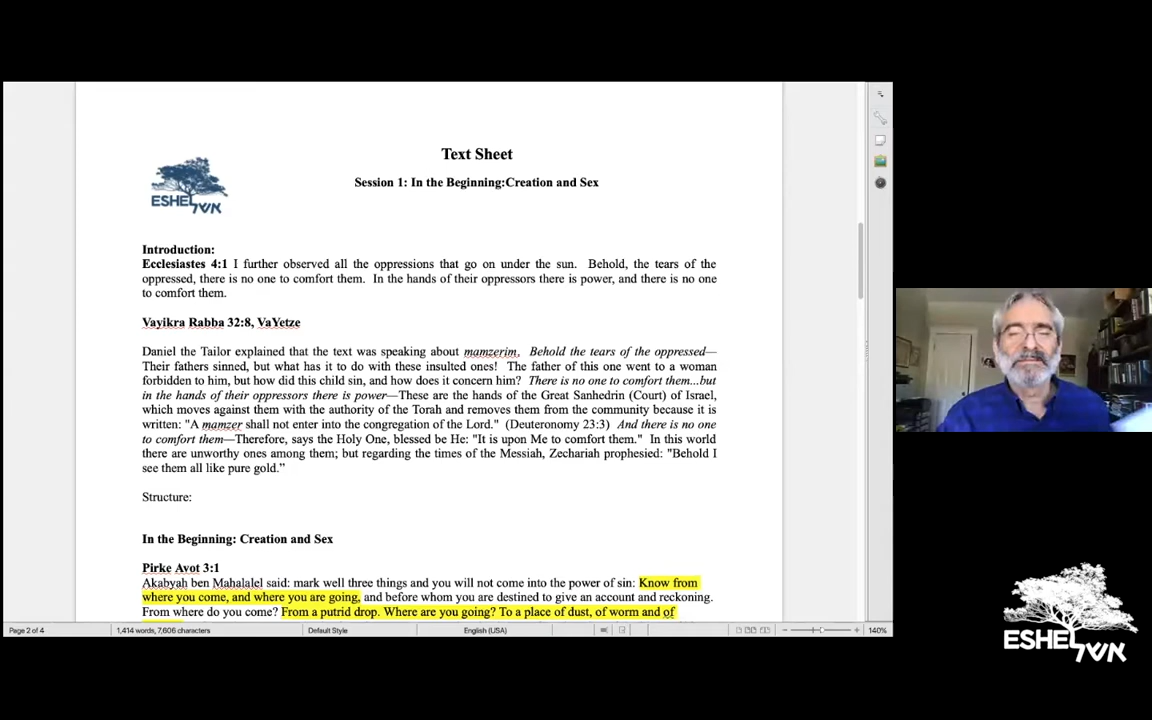 Text Sheet
Session 1: In the Beginning:Creation and Sex
ESHEL
אשל
Introduction:
Ecclesiastes 4:1 I further observed all the oppressions that go on under the sun. Behold, the tears of the
oppressed, there is no one to comfort them. In the hands of their oppressors there is power, and there is no one
to comfort them.
Vayikra Rabba 32:8, VaYetze
Daniel the Tailor explained that the text was speaking about mamzerim, Behold the tears of the oppressed—
Their fathers sinned, but what has it to do with these insulted ones! The father of this one went to a woman
forbidden to him, but how did this child sin, and how does it concern him? There is no one to comfort them...but
in the hands of their oppressors there is power—These are the hands of the Great Sanhedrin (Court) of Israel,
which moves against them with the authority of the Torah and removes them from the community because it is
written: "A mamzer shall not enter into the congregation of the Lord." (Deuteronomy 23:3) And there is no one
to comfort them—Therefore, says the Holy One, blessed be He: "It is upon Me to comfort them." In this world
there are unworthy ones among them; but regarding the times of the Messiah, Zechariah prophesied: "Behold I
see them all like pure gold.”
Structure:
In the Beginning: Creation and Sex
Pirke Avot 3:1
Akabyah ben Mahalalel said: mark well three things and you will not come into the power of sin: Know from
where you come, and where you are going, and before whom you are destined to give an account and reckoning.
From where do you come? From a putrid drop. Where are you going? To a place of dust, of worm and of
Page 2 of 4
1,414 words, 7,606 characters
Default Style
English (USA)
140%
ESHEL
אשל